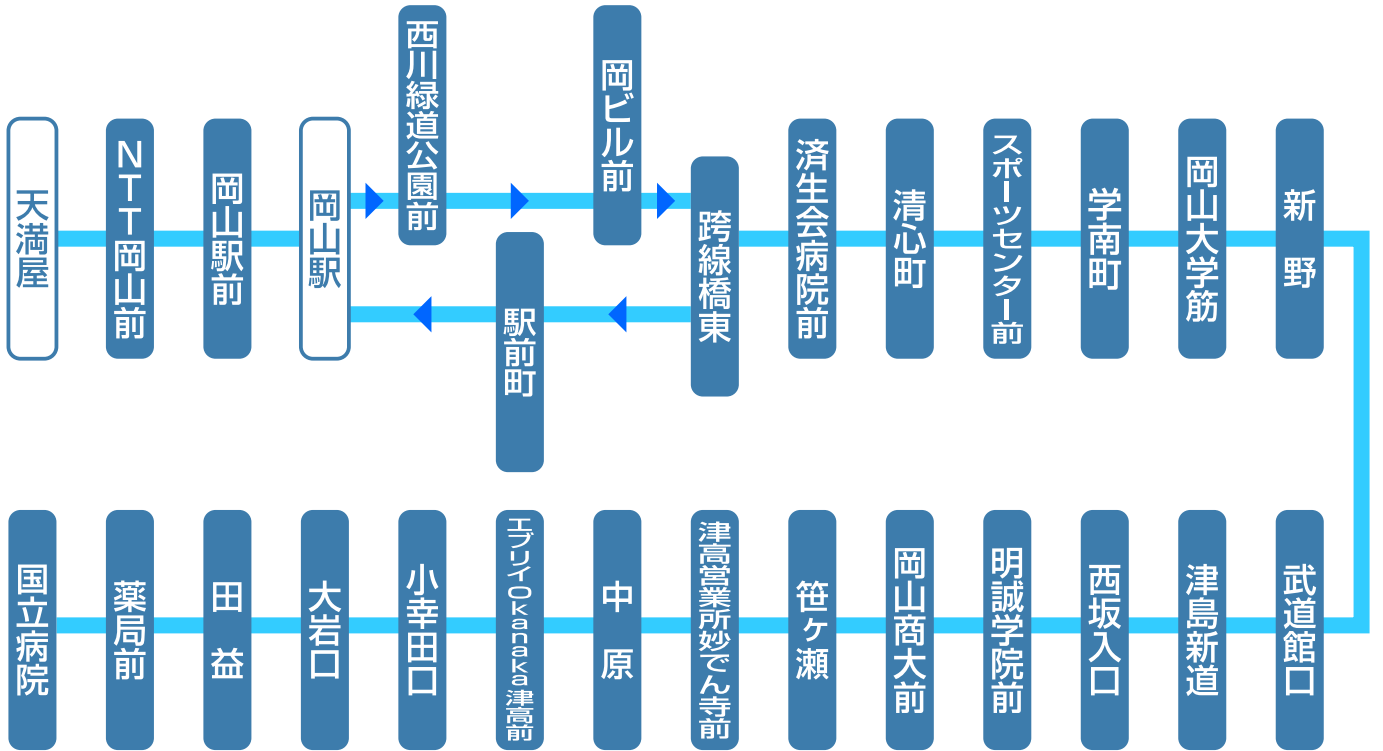 天満屋
NTT岡山前
岡山駅前
岡山駅
西川緑道公園前
岡ビル前
駅前町
跨線橋東
済生会病院前
清心町
スポーツセンター前
学南町
岡山大学筋
新野
武道館口
津島新道
西坂入口
明誠学院前
岡山商大前
笹ヶ瀬
津高営業所妙でん寺前
中原
エブリイOkanaka津高前
小幸田口
大岩口
田益
薬局前
国立病院